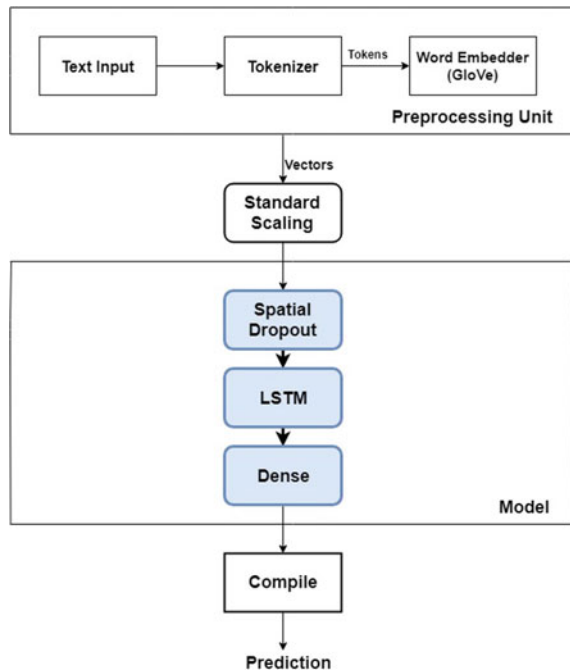 Text Input
Tokenizer
Tokens
Word Embedder
(GloVe)
Preprocessing Unit
Vectors
Standard
Scaling
Spatial
Dropout
LSTM
Dense
Model
Compile
Prediction